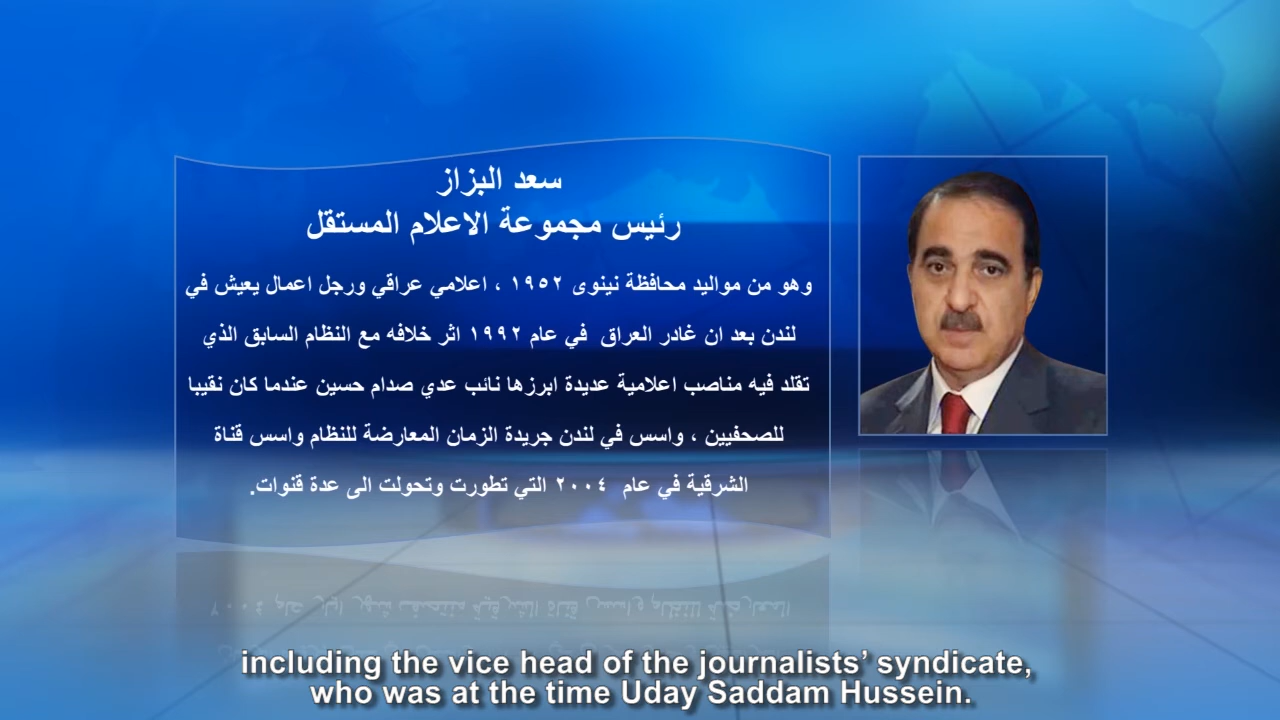 سعد البزاز
رئيس مجموعة الاعلام المستقل
وهو من مواليد محافظة نينوى ١٩٥٢ ، اعلامي عراقي ورجل اعمال يعيش في
لندن بعد ان غادر العراق في عام ١٩٩٢ اثر خلافه مع النظام السابق الذي
تقلد فيه مناصب اعلامية عديدة ابرزها نائب عدي صدام حسين عندما كان نقيبا
للصحفيين ، واسس في لندن جريدة الزمان المعارضة للنظام واسس قناة
الشرقية في عام ٢٠٠٤ التي تطورت وتحولت الى عدة قنوات.
including the vice head of the journalists’ syndicate,
who was at the time Uday Saddam Hussein.